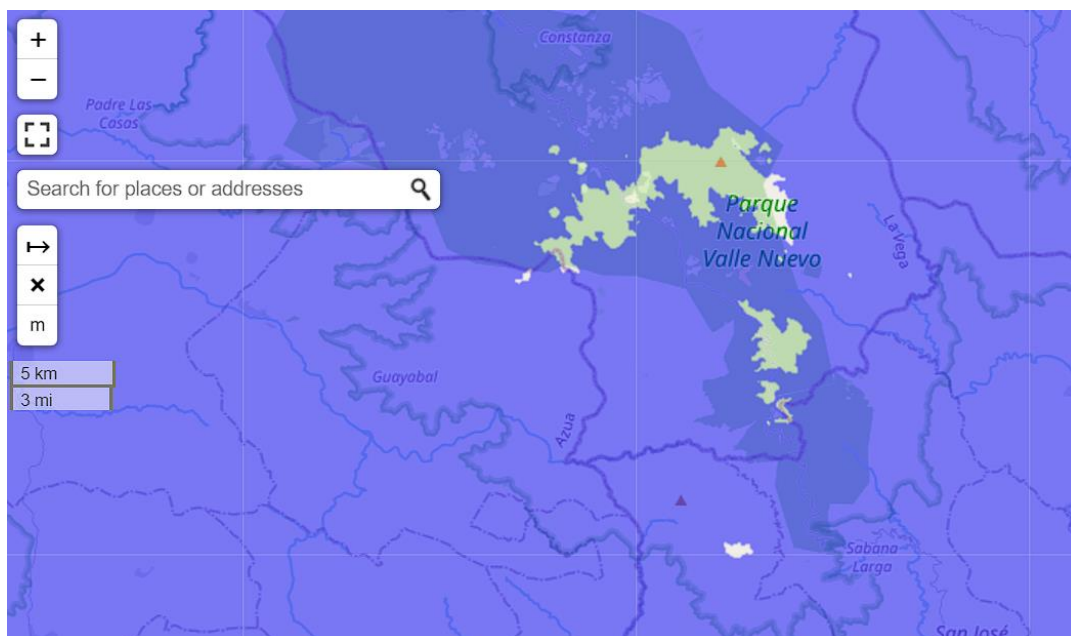 +
−
Search for places or addresses
m
5 km
3 mi
Constanza
Padre Las
Casas
Parque
Nacional
Valle Nuevo
La Vega
Guayabal
Azua
Sabana
Larga
San José